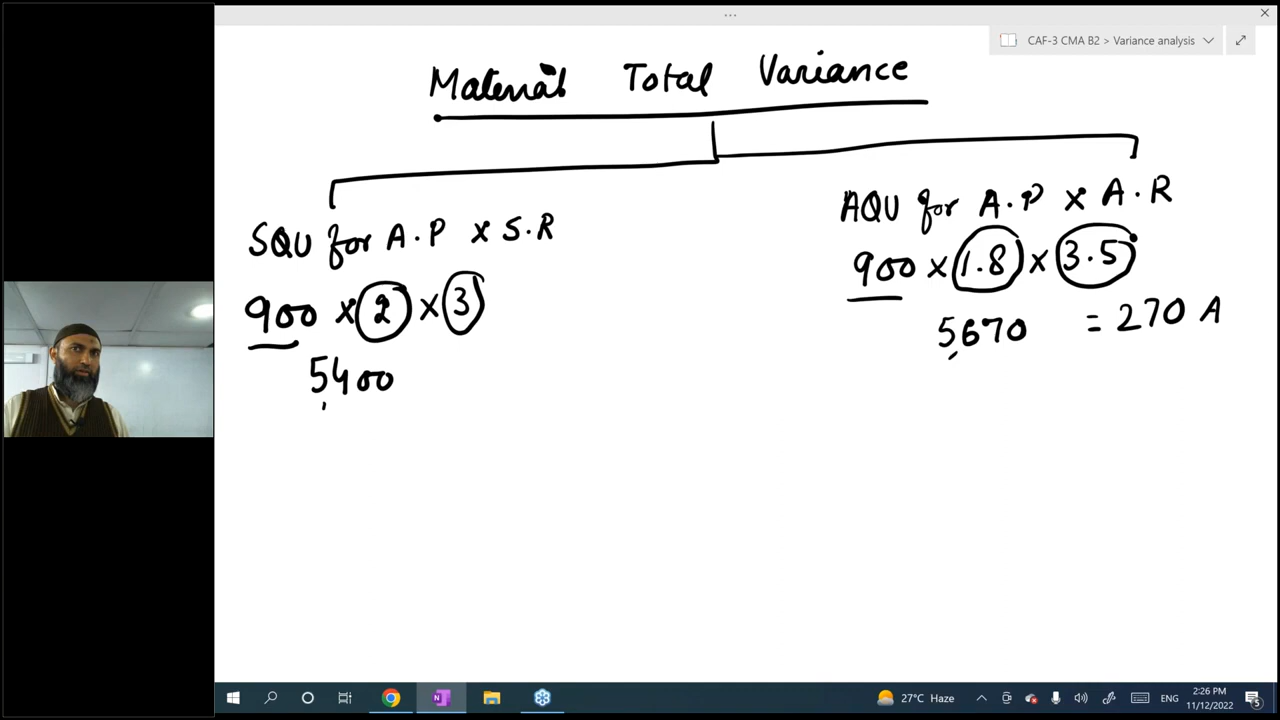 CAF-3 CMA B2 > Variance analysis
Material Total Variance
SQU for A.P × S.R
900 × 2 × 3
5400
AQU for A.P × A.R
900 × 1.8 × 3.5
5670 = 270 A
27°C Haze
ENG
2:26 PM
11/12/2022
5